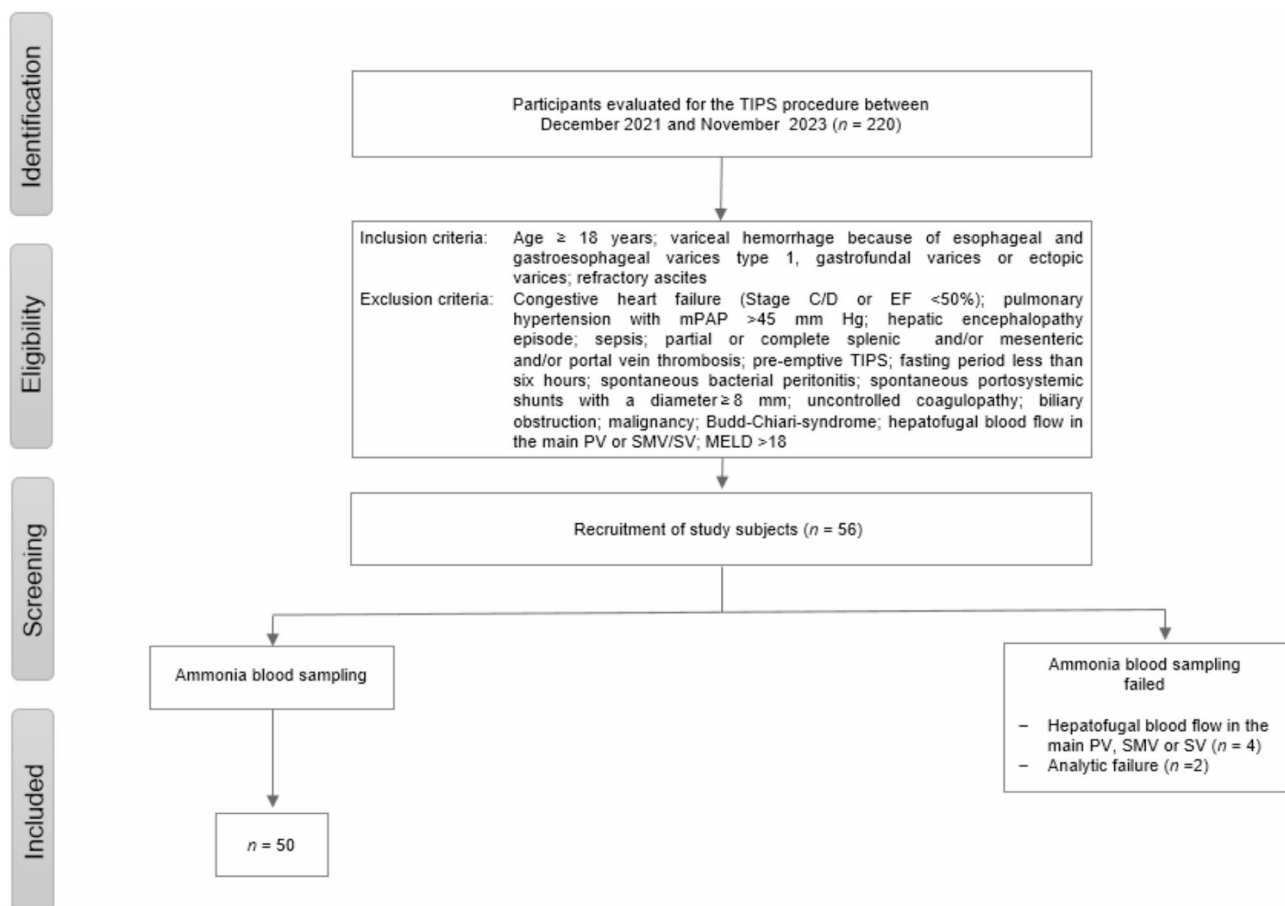 Identification
Participants evaluated for the TIPS procedure between
December 2021 and November 2023 (n = 220)
Eligibility
Inclusion criteria: Age ≥ 18 years; variceal hemorrhage because of esophageal and
gastroesophageal varices type 1, gastrofundal varices or ectopic
varices; refractory ascites
Exclusion criteria: Congestive heart failure (Stage C/D or EF <50%); pulmonary
hypertension with mPAP >45 mm Hg; hepatic encephalopathy
episode; sepsis; partial or complete splenic and/or mesenteric
and/or portal vein thrombosis; pre-emptive TIPS; fasting period less than
six hours; spontaneous bacterial peritonitis; spontaneous portosystemic
shunts with a diameter ≥ 8 mm; uncontrolled coagulopathy; biliary
obstruction; malignancy; Budd-Chiari-syndrome; hepatofugal blood flow in
the main PV or SMV/SV; MELD >18
Screening
Recruitment of study subjects (n = 56)
Ammonia blood sampling
Ammonia blood sampling
failed
– Hepatofugal blood flow in the
main PV, SMV or SV (n = 4)
– Analytic failure (n =2)
Included
n = 50